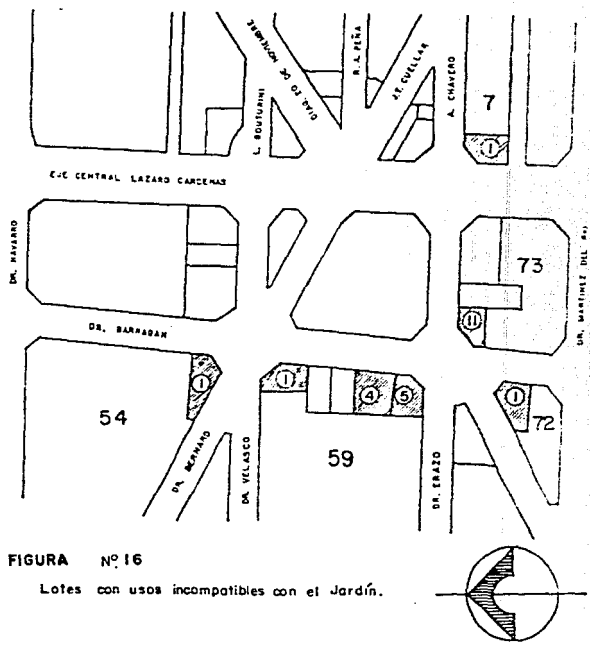 DIAG. 20 DE NOVIEMBRE
R. A. PEÑA
J.T. CUELLAR
A. CHAVERO
L. BOUTURINI
7
1
EJE CENTRAL LAZARO CARDENAS
DR. NAVARRO
73
11
DR. MARTINEZ DEL RIO
DR. BARRAGAN
1
1
4
5
1
72
54
59
DR. BERNARD
DR. VELASCO
DR. ERAZO
FIGURA Nº 16
Lotes con usos incompatibles con el Jardín.